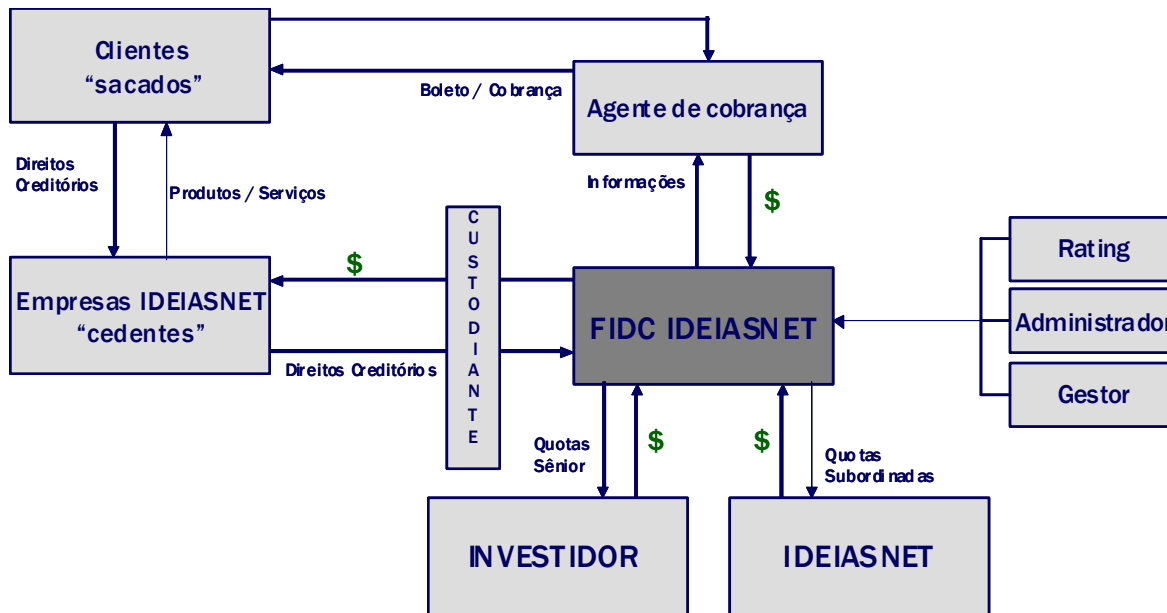 Clientes
“sacados”
Boleto / Cobrança
Agente de cobrança
Direitos
Creditórios
Produtos / Serviços
Informações
$
CUSTODIANTE
$
Rating
Empresas IDEIASNET
“cedentes”
FIDC IDEIASNET
Administrador
Direitos Creditórios
Gestor
Quotas
Sênior
$
$
Quotas
Subordinadas
INVESTIDOR
IDEIASNET